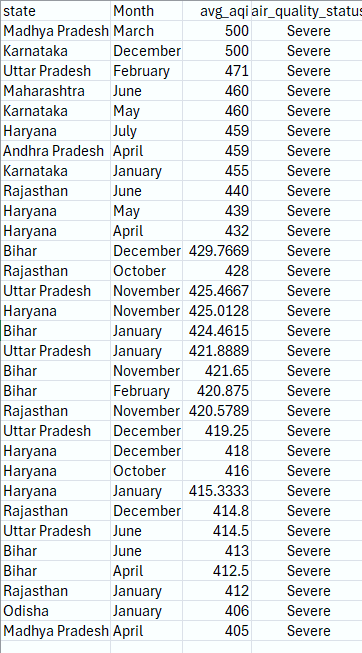 state Month avg_aqi air_quality_status
Madhya Pradesh March 500 Severe
Karnataka December 500 Severe
Uttar Pradesh February 471 Severe
Maharashtra June 460 Severe
Karnataka May 460 Severe
Haryana July 459 Severe
Andhra Pradesh April 459 Severe
Karnataka January 455 Severe
Rajasthan June 440 Severe
Haryana May 439 Severe
Haryana April 432 Severe
Bihar December 429.7669 Severe
Rajasthan October 428 Severe
Uttar Pradesh November 425.4667 Severe
Haryana November 425.0128 Severe
Bihar January 424.4615 Severe
Uttar Pradesh January 421.8889 Severe
Bihar November 421.65 Severe
Bihar February 420.875 Severe
Rajasthan November 420.5789 Severe
Uttar Pradesh December 419.25 Severe
Haryana December 418 Severe
Haryana October 416 Severe
Haryana January 415.3333 Severe
Rajasthan December 414.8 Severe
Uttar Pradesh June 414.5 Severe
Bihar June 413 Severe
Bihar April 412.5 Severe
Rajasthan January 412 Severe
Odisha January 406 Severe
Madhya Pradesh April 405 Severe